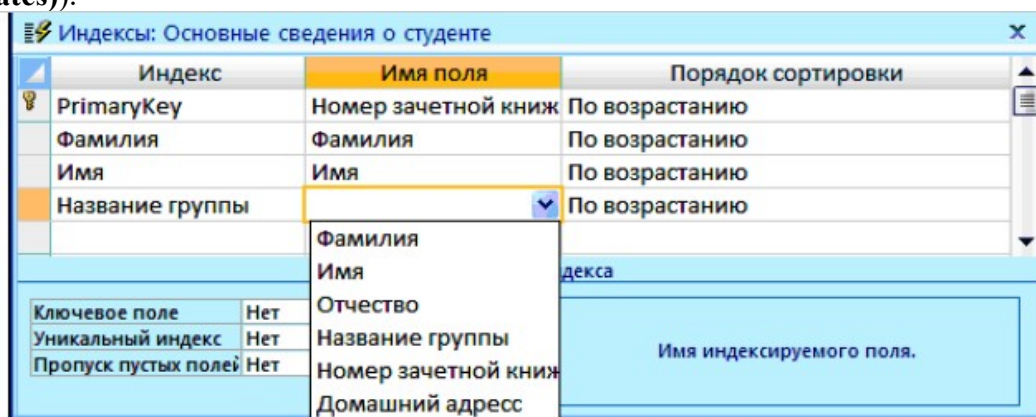 ates)).
Индексы: Основные сведения о студенте
Индекс Имя поля Порядок сортировки
PrimaryKey Номер зачетной книж По возрастанию
Фамилия Фамилия По возрастанию
Имя Имя По возрастанию
Название группы По возрастанию
Фамилия
Имя
декса
Отчество
Ключевое поле Нет
Название группы
Уникальный индекс Нет
Имя индексируемого поля.
Пропуск пустых полей Нет
Номер зачетной книж
Домашний адресс